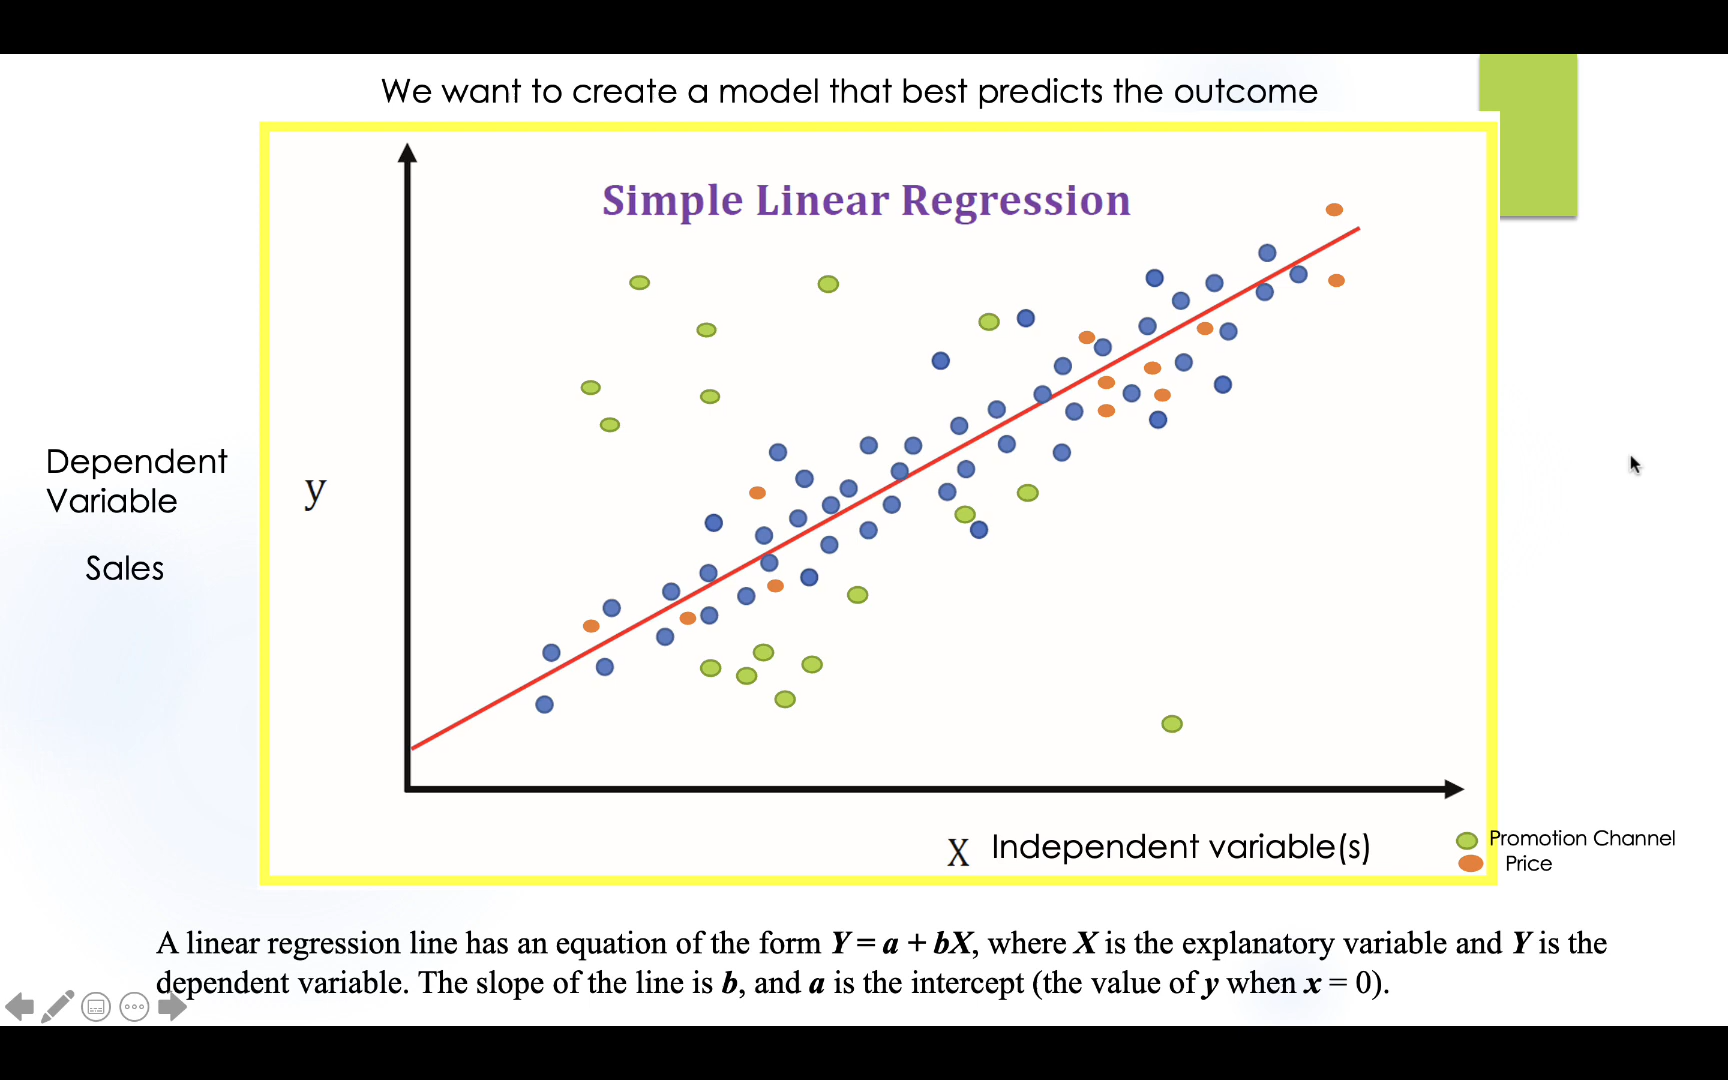 We want to create a model that best predicts the outcome
Simple Linear Regression
Dependent
Variable
y
Sales
X Independent variable(s)
Promotion Channel
Price
A linear regression line has an equation of the form Y = a + bX, where X is the explanatory variable and Y is the
dependent variable. The slope of the line is b, and a is the intercept (the value of y when x = 0).